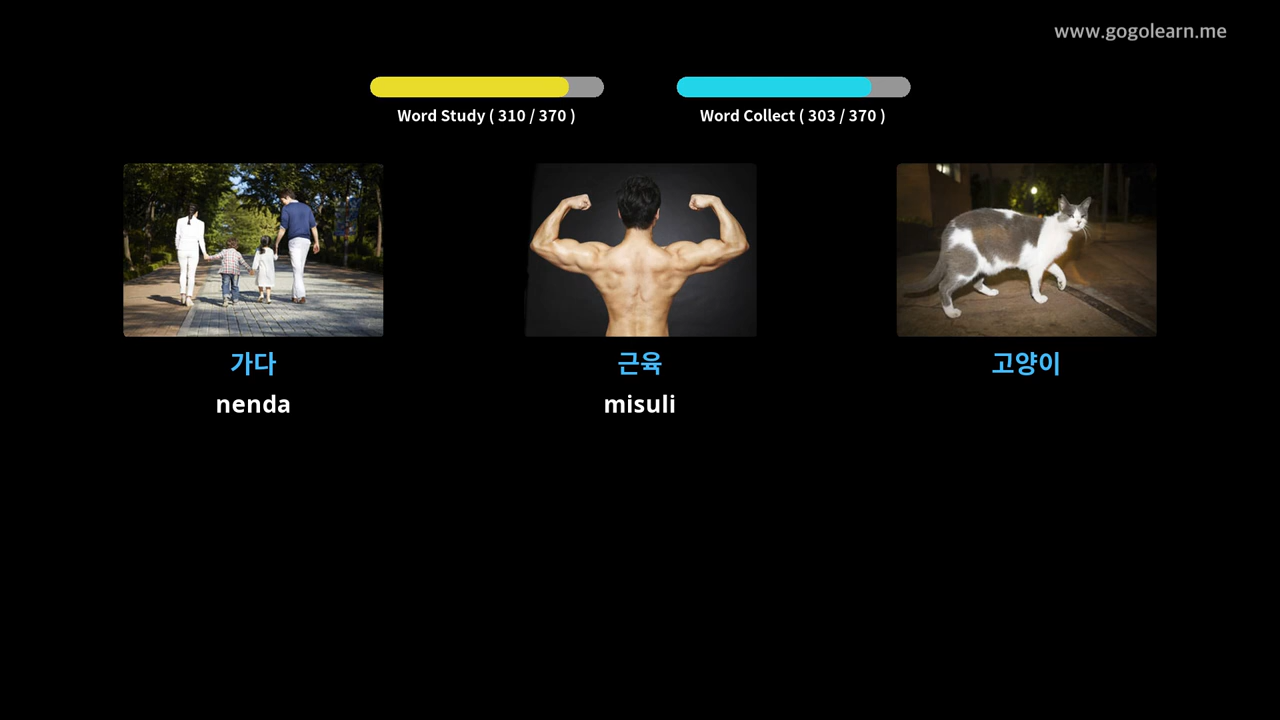 www.gogolearn.me
Word Study ( 310 / 370 )
Word Collect ( 303 / 370 )
가다
근육
고양이
nenda
misuli